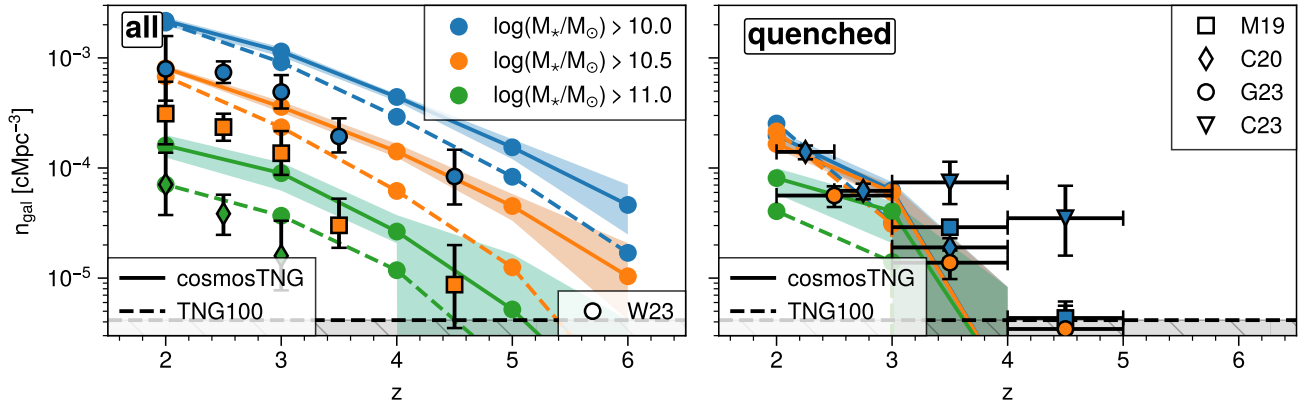 all
log(M⋆/M⊙) > 10.0
log(M⋆/M⊙) > 10.5
log(M⋆/M⊙) > 11.0
n_gal [cMpc⁻³]
10⁻³
10⁻⁴
10⁻⁵
cosmosTNG
TNG100
W23
2 3 4 5 6
z
quenched
M19
C20
G23
C23
cosmosTNG
TNG100
2 3 4 5 6
z